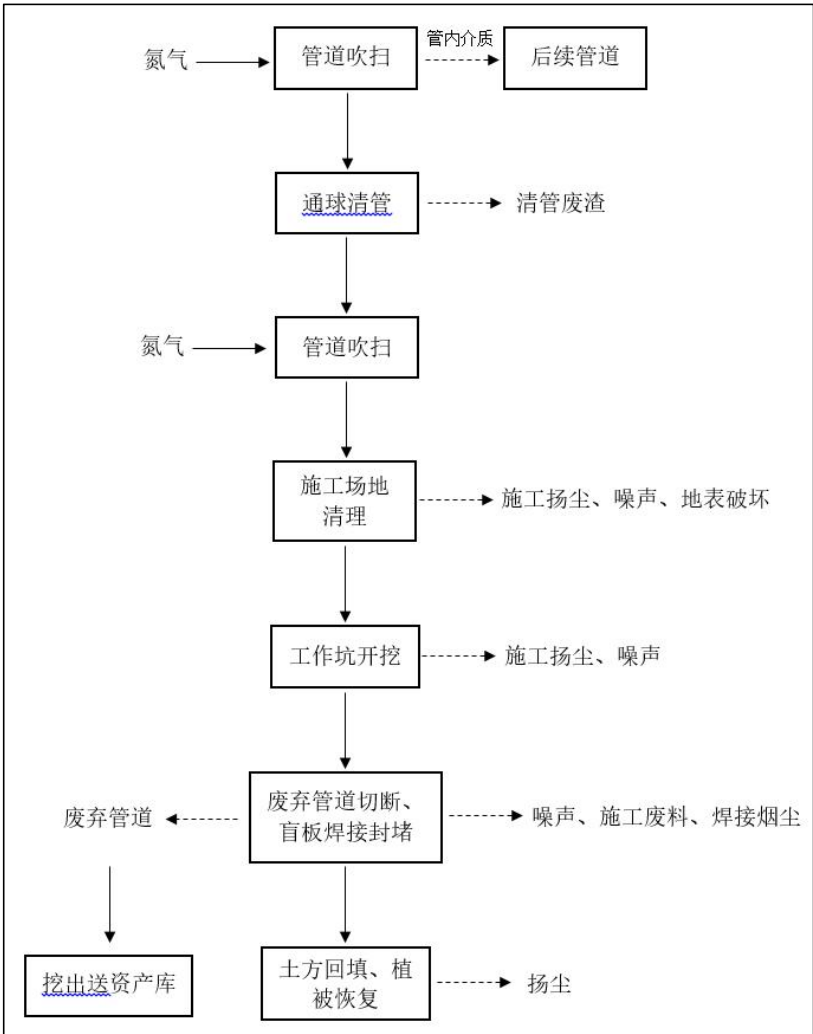 氮气
管道吹扫
管内介质
后续管道
通球清管
清管废渣
氮气
管道吹扫
施工场地
清理
施工扬尘、噪声、地表破坏
工作坑开挖
施工扬尘、噪声
废弃管道
废弃管道切断、
盲板焊接封堵
噪声、施工废料、焊接烟尘
挖出送资产库
土方回填、植
被恢复
扬尘